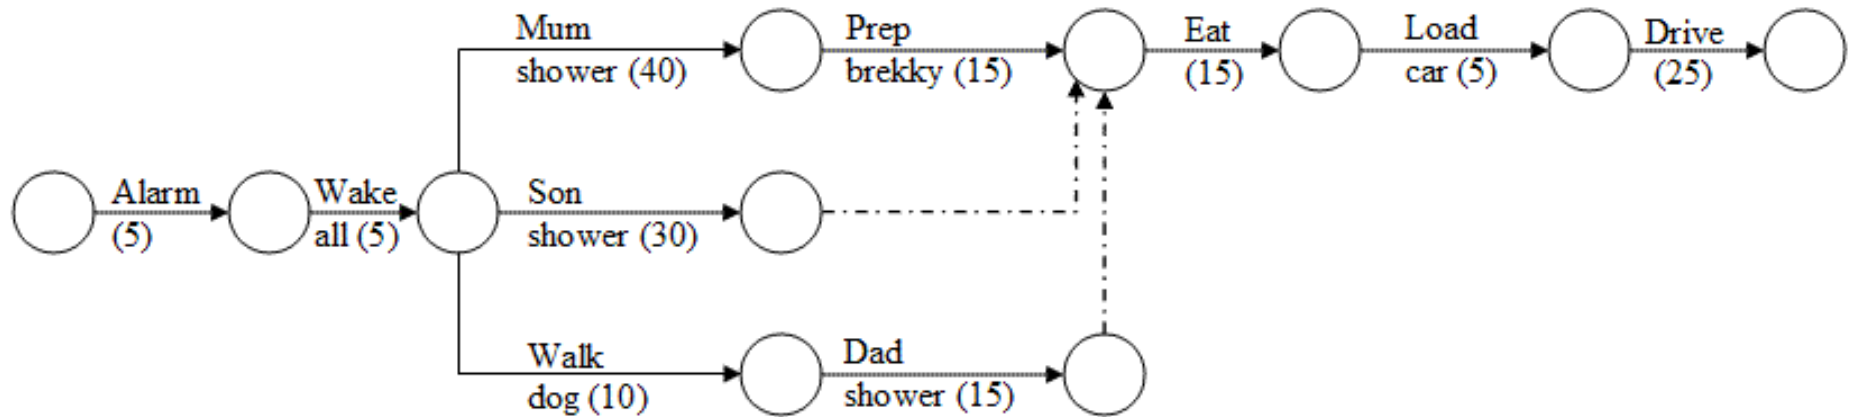 Mum
shower (40)
Prep
brekky (15)
Eat
(15)
Load
car (5)
Drive
(25)
Alarm
(5)
Wake
all (5)
Son
shower (30)
Walk
dog (10)
Dad
shower (15)